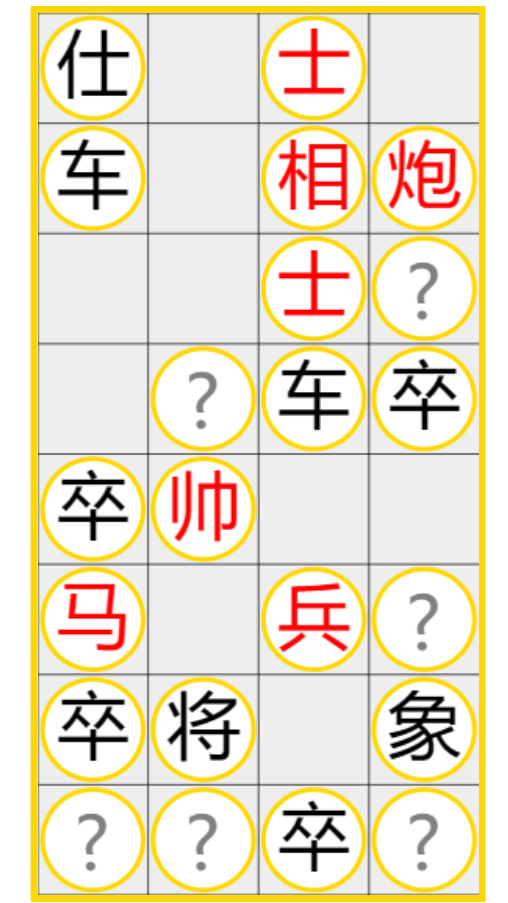 仕 士
车 相 炮
士 ?
? 车 卒
卒 帅
马 兵 ?
卒 将 象
? ? 卒 ?